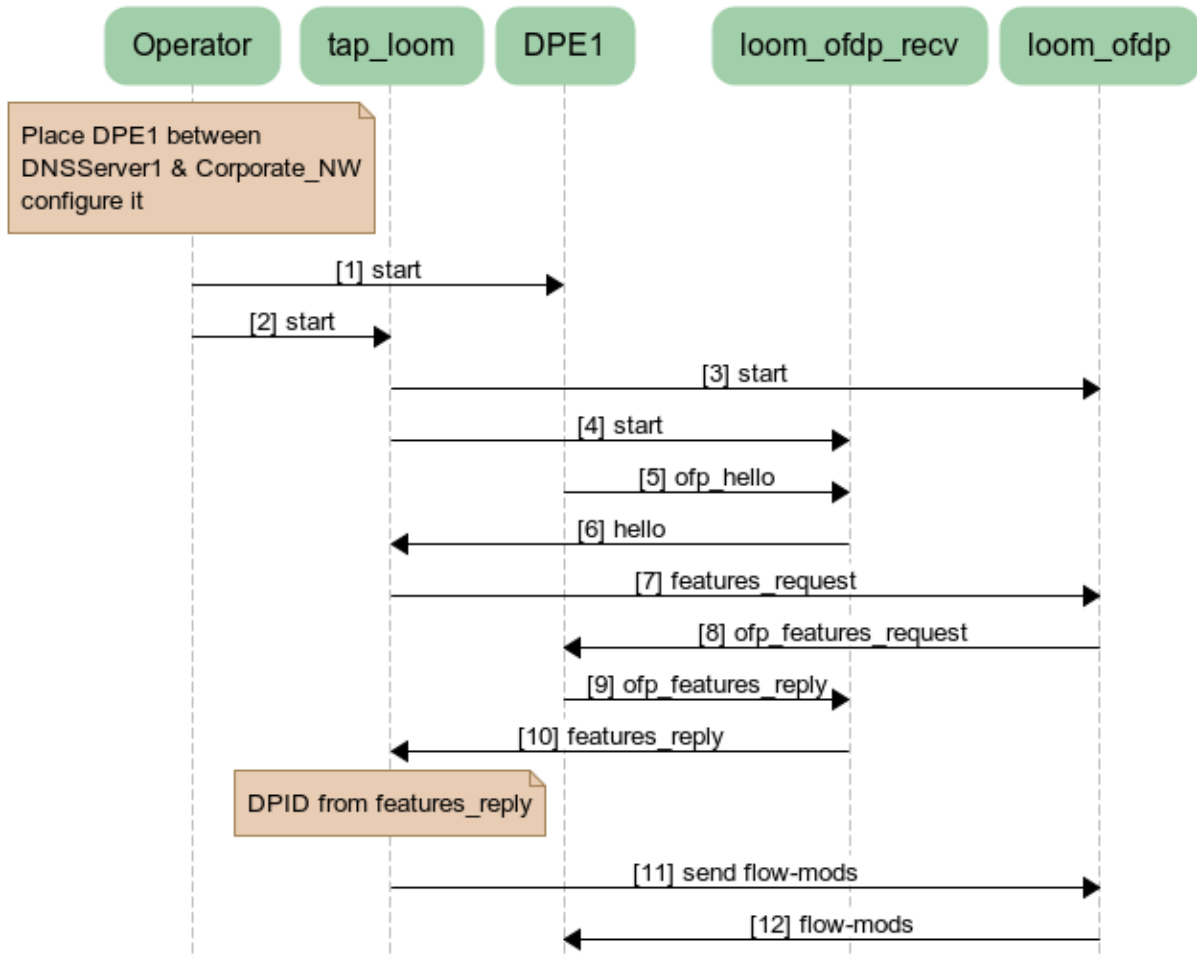 Operator
tap_loom
DPE1
loom_ofdp_recv
loom_ofdp
Place DPE1 between
DNSServer1 & Corporate_NW
configure it
[1] start
[2] start
[3] start
[4] start
[5] ofp_hello
[6] hello
[7] features_request
[8] ofp_features_request
[9] ofp_features_reply
[10] features_reply
DPID from features_reply
[11] send flow-mods
[12] flow-mods